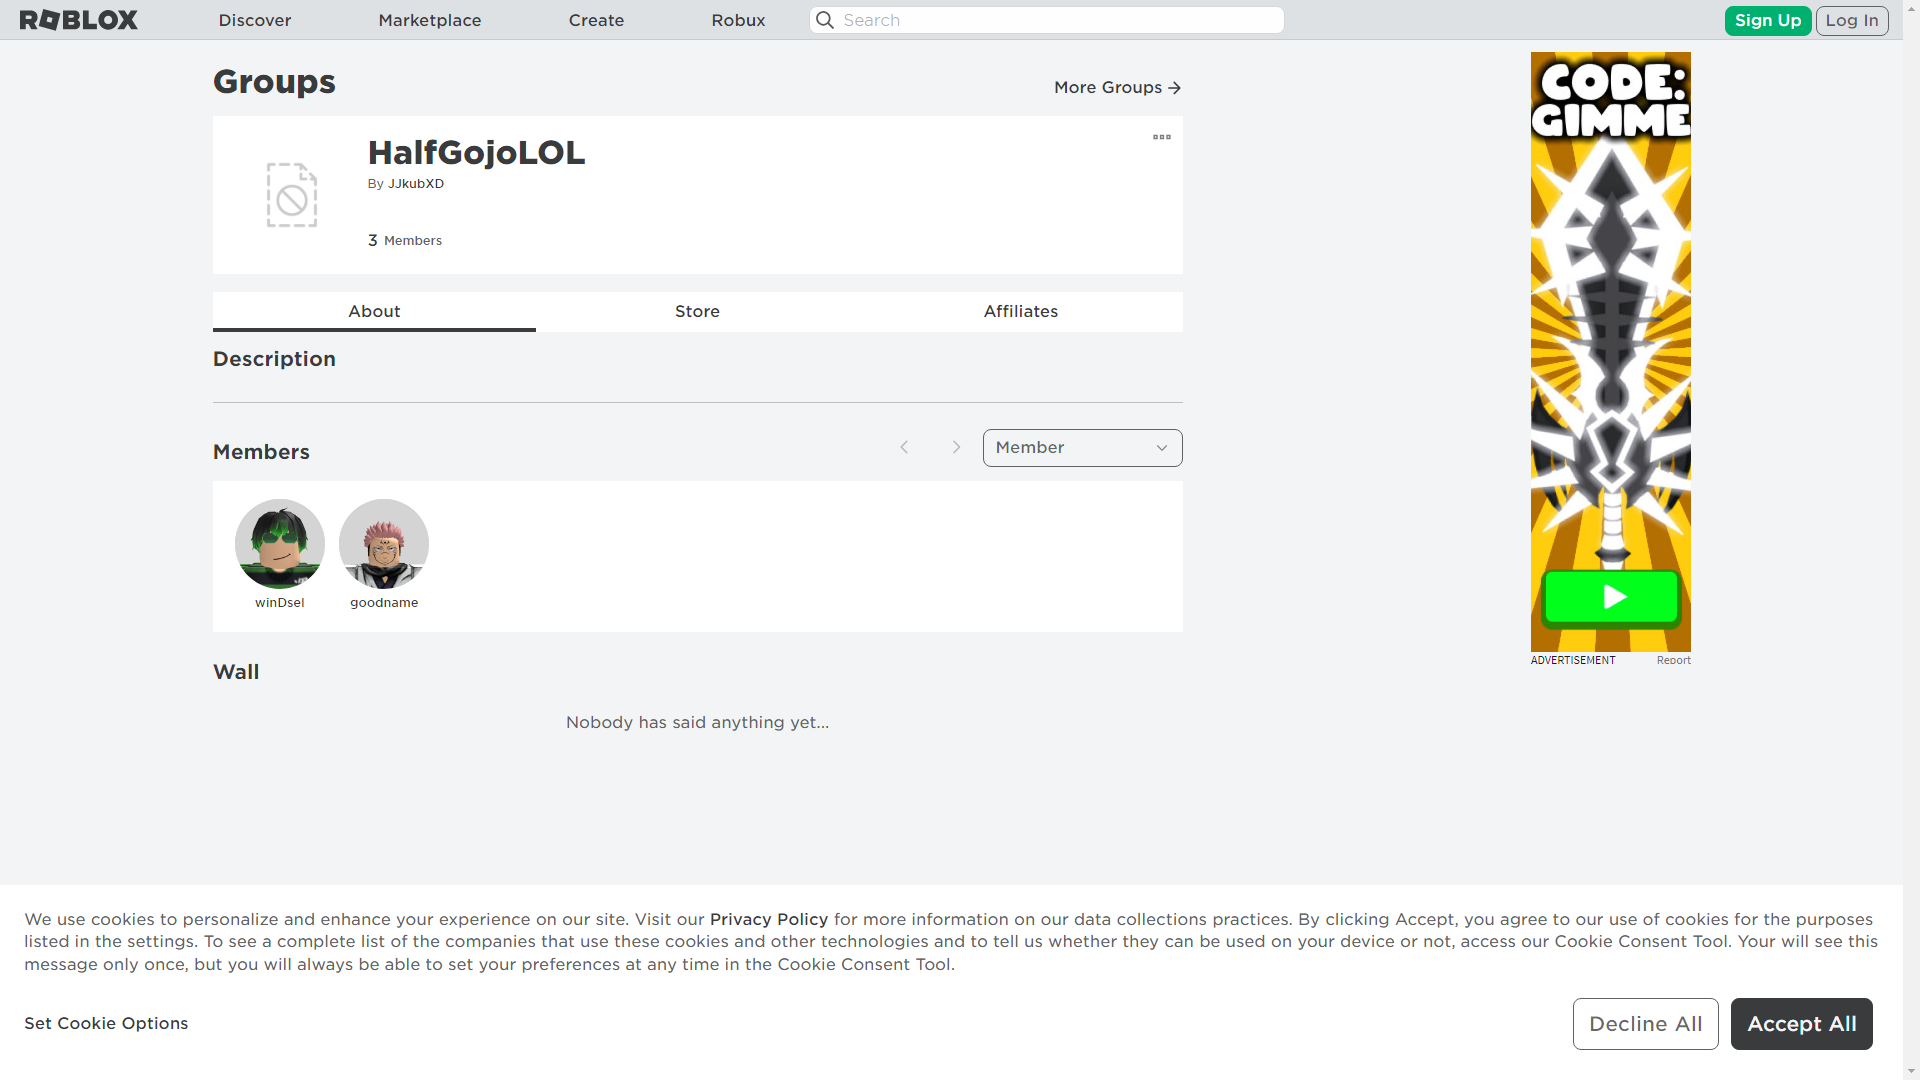 ROBLOX
Discover
Marketplace
Create
Robux
Search
Sign Up
Log In
Groups
More Groups
HalfGojoLOL
By JJkubXD
3 Members
About
Store
Affiliates
Description
Members
Member
winDsel
goodname
Wall
Nobody has said anything yet...
CODE:
GIMME
ADVERTISEMENT
Report
We use cookies to personalize and enhance your experience on our site. Visit our Privacy Policy for more information on our data collections practices. By clicking Accept, you agree to our use of cookies for the purposes
listed in the settings. To see a complete list of the companies that use these cookies and other technologies and to tell us whether they can be used on your device or not, access our Cookie Consent Tool. Your will see this
message only once, but you will always be able to set your preferences at any time in the Cookie Consent Tool.
Set Cookie Options
Decline All
Accept All